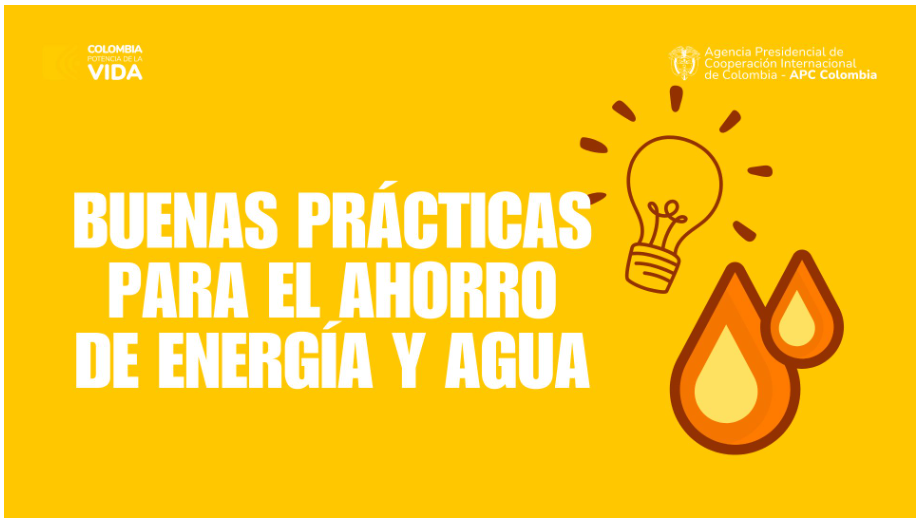 COLOMBIA
POTENCIA DE LA
VIDA
Agencia Presidencial de
Cooperación Internacional
de Colombia - APC Colombia
BUENAS PRÁCTICAS
PARA EL AHORRO
DE ENERGÍA Y AGUA